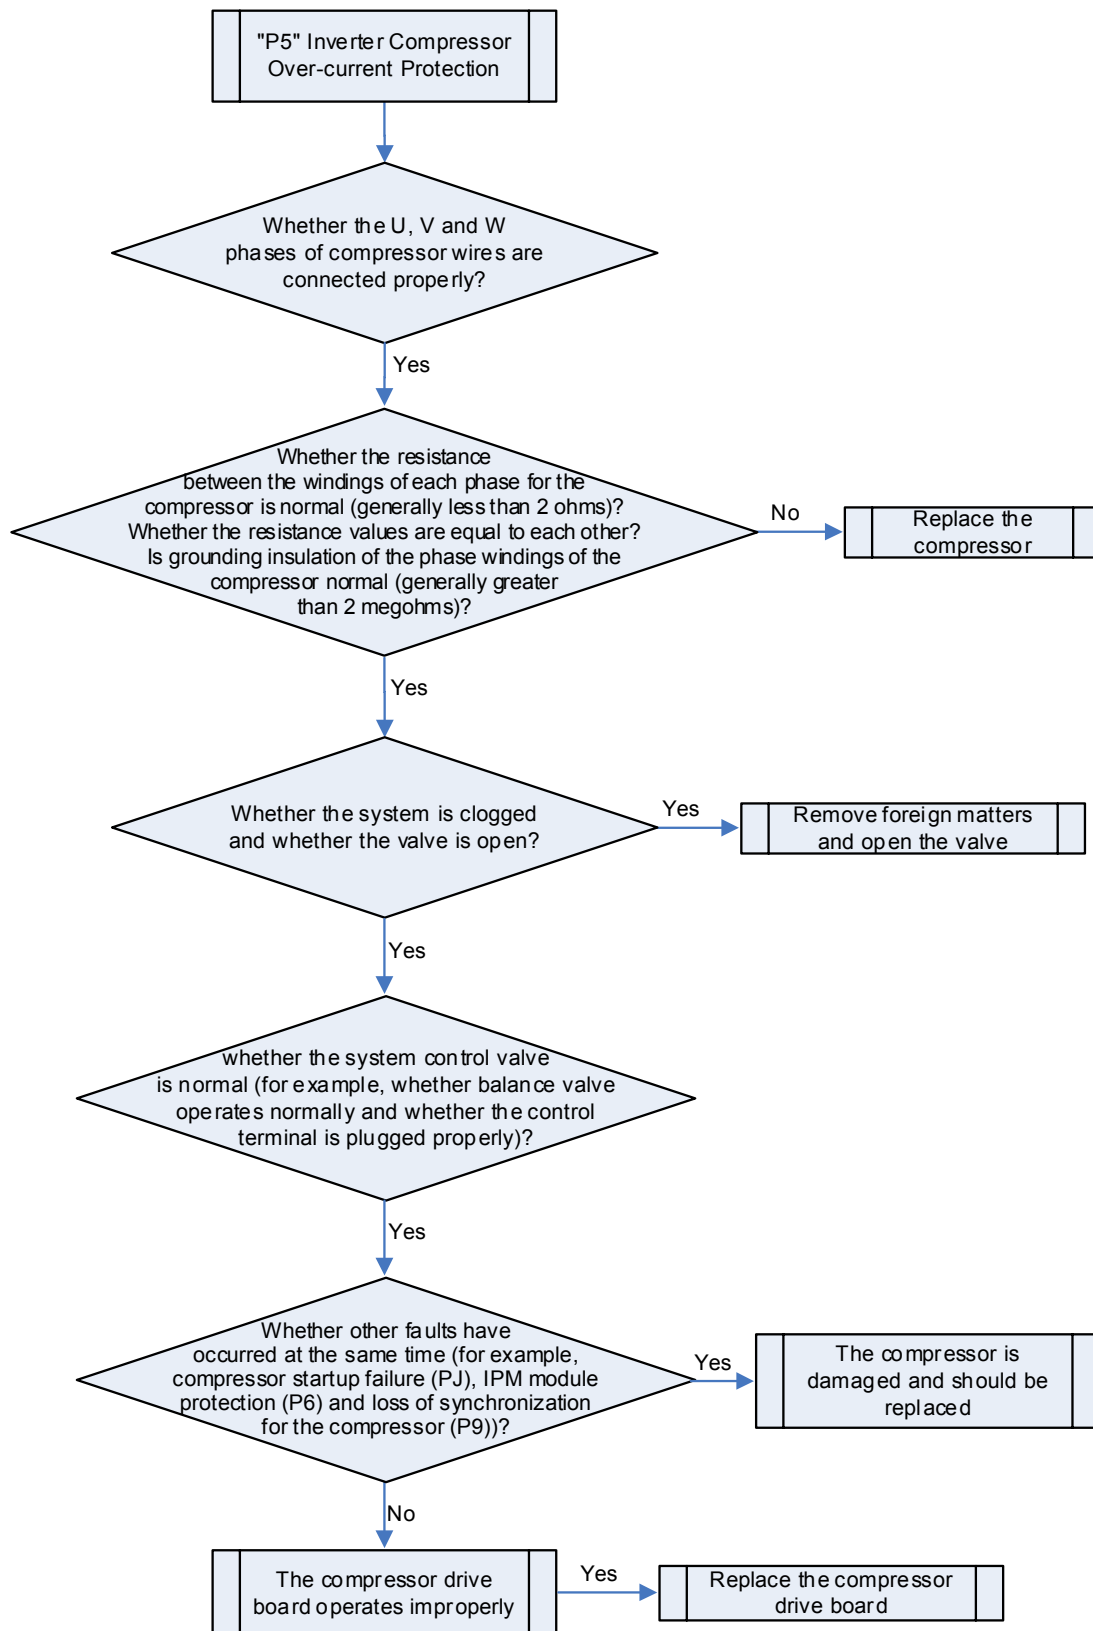 "P5" Inverter Compressor
Over-current Protection
Whether the U, V and W
phases of compressor wires are
connected properly?
Yes
Whether the resistance
between the windings of each phase for the
compressor is normal (generally less than 2 ohms)?
Whether the resistance values are equal to each other?
Is grounding insulation of the phase windings of the
compressor normal (generally greater
than 2 megohms)?
No
Replace the
compressor
Yes
Whether the system is clogged
and whether the valve is open?
Yes
Remove foreign matters
and open the valve
Yes
whether the system control valve
is normal (for example, whether balance valve
operates normally and whether the control
terminal is plugged properly)?
Yes
Whether other faults have
occurred at the same time (for example,
compressor startup failure (PJ), IPM module
protection (P6) and loss of synchronization
for the compressor (P9))?
Yes
The compressor is
damaged and should be
replaced
No
The compressor drive
board operates improperly
Yes
Replace the compressor
drive board